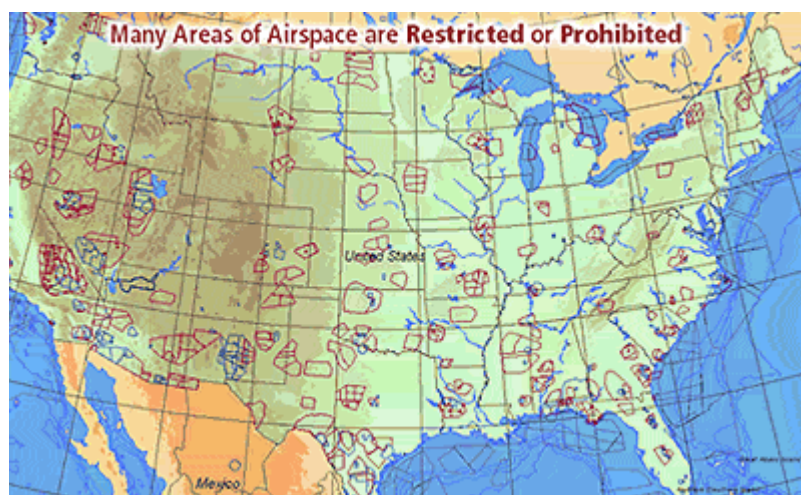 Many Areas of Airspace are Restricted or Prohibited
United States
Mexico